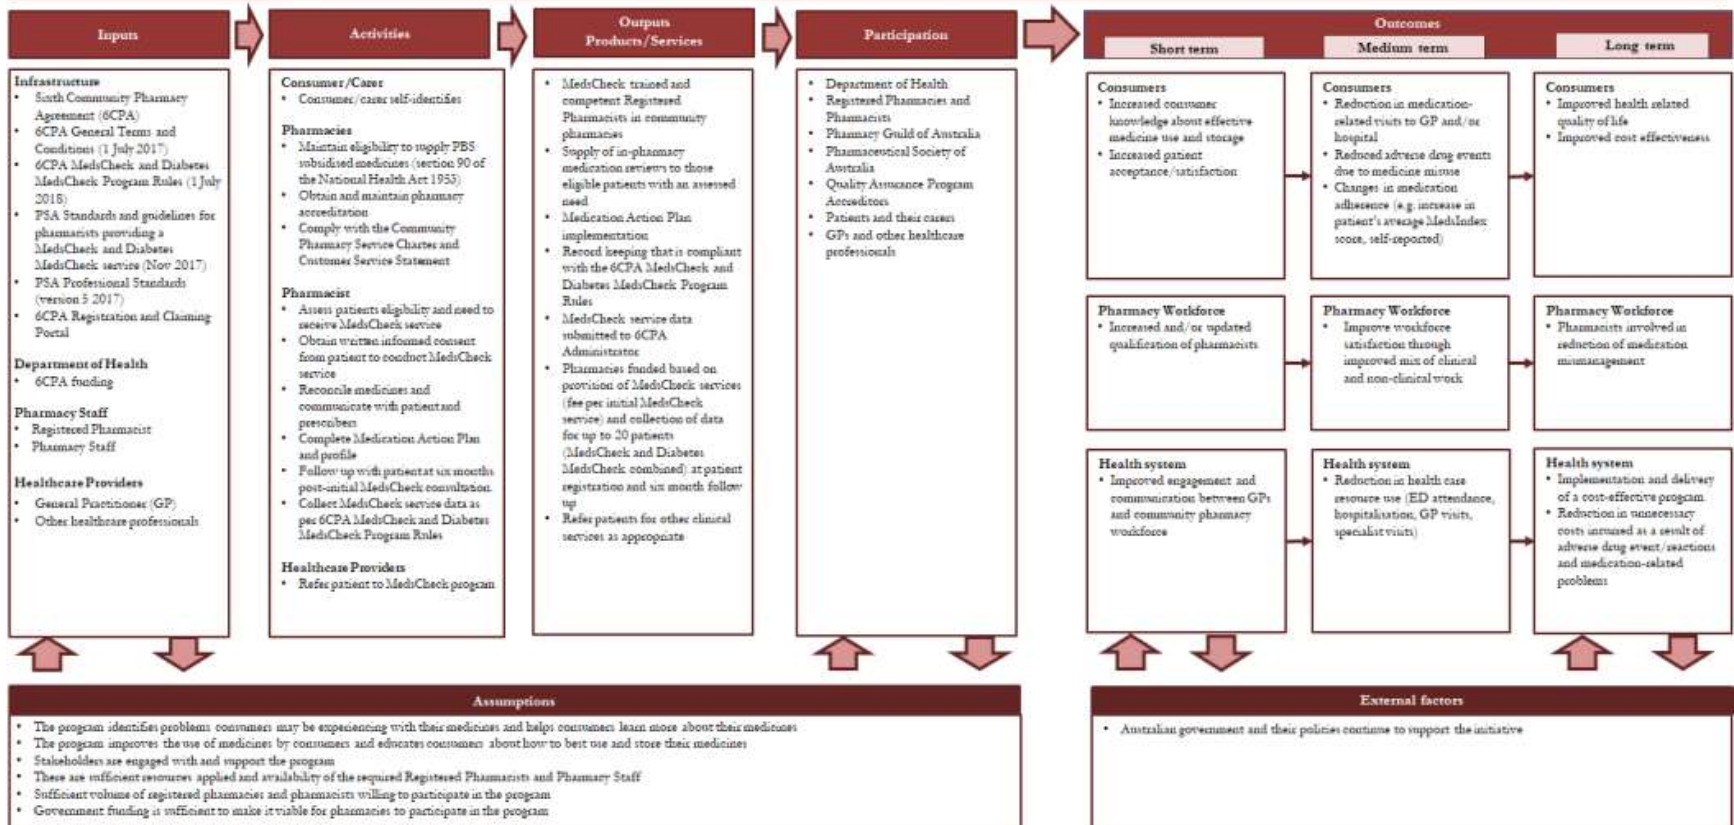 Inputs
Infrastructure
• Sixth Community Pharmacy
Agreement (6CPA)
• 6CPA General Terms and
Conditions (1 July 2017)
• 6CPA MedsCheck and Diabetes
MedsCheck Program Rules (1 July
2018)
• PSA Standards and guidelines for
pharmacists providing a
MedsCheck and Diabetes
MedsCheck service (Nov 2017)
• PSA Professional Standards
(version 5 2017)
• 6CPA Registration and Claiming
Portal
Department of Health
• 6CPA funding
Pharmacy Staff
• Registered Pharmacist
• Pharmacy Staff
Healthcare Providers
• General Practitioner (GP)
• Other healthcare professionals
Activities
Consumer/Carer
• Consumer/carer self-identifies
Pharmacies
• Maintain eligibility to supply PBS
subsidised medicines (section 90 of
the National Health Act 1953)
• Obtain and maintain pharmacy
accreditation
• Comply with the Community
Pharmacy Service Charter and
Customer Service Statement
Pharmacist
• Assess patients eligibility and need to
receive MedsCheck service
• Obtain written informed consent
from patient to conduct MedsCheck
service
• Reconcile medicines and
communicate with patient and
prescribers
• Complete Medication Action Plan
and profile
• Follow up with patient at six months
post-initial MedsCheck consultation
• Collect MedsCheck service data as
per 6CPA MedsCheck and Diabetes
MedsCheck Program Rules
Healthcare Providers
• Refer patient to MedsCheck program
Outputs
Products/Services
• MedsCheck trained and
competent Registered
Pharmacists in community
pharmacies
• Supply of in-pharmacy
medication reviews to those
eligible patients with an assessed
need
• Medication Action Plan
implementation
• Record keeping that is compliant
with the 6CPA MedsCheck and
Diabetes MedsCheck Program
Rules
• MedsCheck service data
submitted to 6CPA
Administrator
• Pharmacies funded based on
provision of MedsCheck services
(fee per initial MedsCheck
service) and collection of data
for up to 20 patients
(MedsCheck and Diabetes
MedsCheck combined) at patient
registration and six month follow
up
• Refer patients for other clinical
services as appropriate
Participation
• Department of Health
• Registered Pharmacies and
Pharmacists
• Pharmacy Guild of Australia
• Pharmaceutical Society of
Australia
• Quality Assurance Program
Accreditors
• Patients and their carers
• GPs and other healthcare
professionals
Outcomes
Short term
Medium term
Long term
Consumers
• Increased consumer
knowledge about effective
medicine use and storage
• Increased patient
acceptance/satisfaction
Consumers
• Reduction in medication-
related visits to GP and/or
hospital
• Reduced adverse drug events
due to medicine misuse
• Changes in medication
adherence (e.g. increase in
patient's average MedsIndex
score, self-reported)
Consumers
• Improved health related
quality of life
• Improved cost effectiveness
Pharmacy Workforce
• Increased and/or updated
qualification of pharmacists
Pharmacy Workforce
• Improve workforce
satisfaction through
improved mix of clinical
and non-clinical work
Pharmacy Workforce
• Pharmacists involved in
reduction of medication
mismanagement
Health system
• Improved engagement and
communication between GPs
and community pharmacy
workforce
Health system
• Reduction in health care
resource use (ED attendance,
hospitalisation, GP visits,
specialist visits)
Health system
• Implementation and delivery
of a cost-effective program
• Reduction in unnecessary
costs incurred as a result of
adverse drug event/reactions
and medication-related
problems
Assumptions
• The program identifies problems consumers may be experiencing with their medicines and helps consumers learn more about their medicines
• The program improves the use of medicines by consumers and educates consumers about how to best use and store their medicines
• Stakeholders are engaged with and support the program
• There are sufficient resources applied and availability of the required Registered Pharmacists and Pharmacy Staff
• Sufficient volume of registered pharmacies and pharmacists willing to participate in the program
• Government funding is sufficient to make it viable for pharmacies to participate in the program
External factors
• Australian government and their policies continue to support the initiative